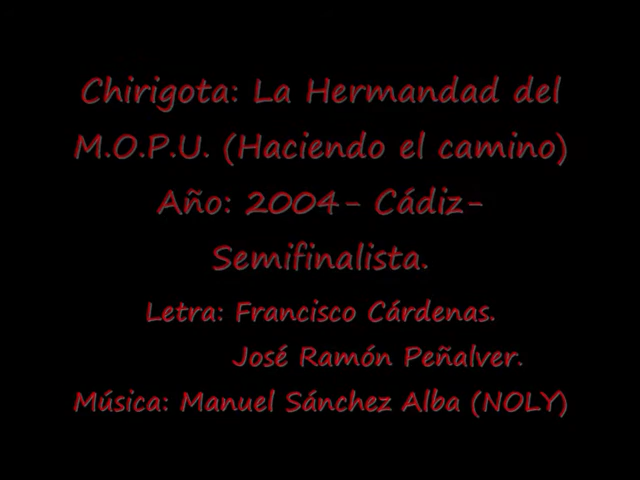 Chirigota: La Hermandad del
M.O.P.U. (Haciendo el camino)
Año: 2004- Cádiz-
Semifinalista.
Letra: Francisco Cárdenas.
José Ramón Peñalver.
Música: Manuel Sánchez Alba (NOLY)